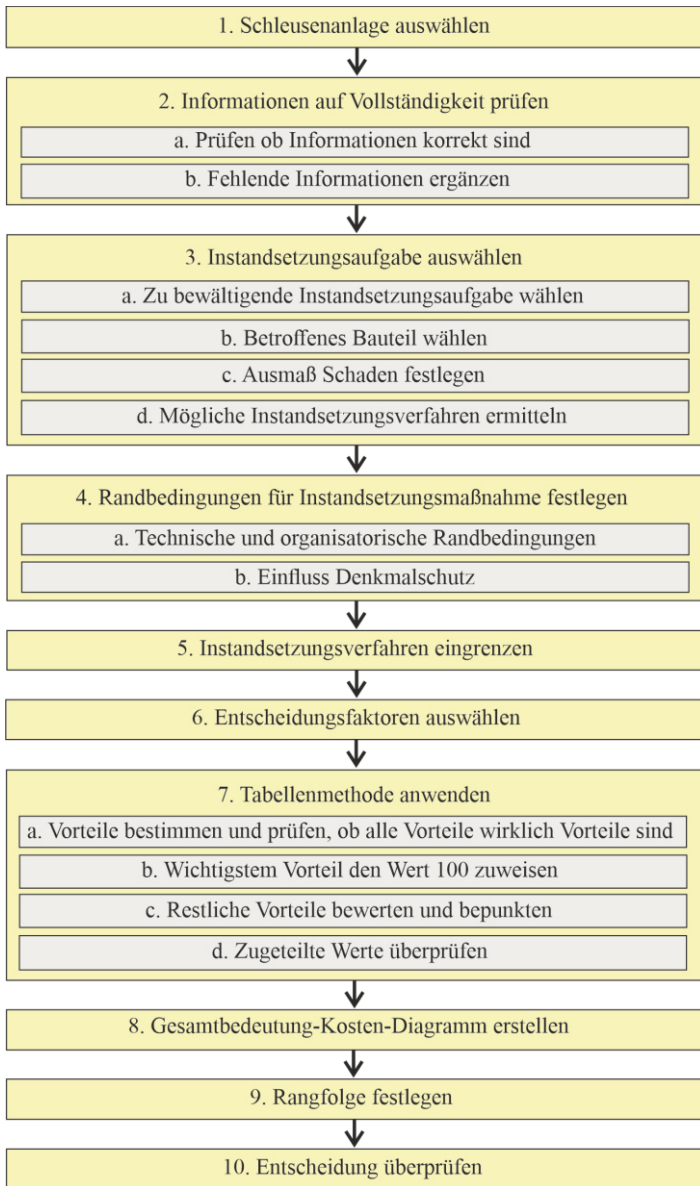 1. Schleusenanlage auswählen
2. Informationen auf Vollständigkeit prüfen
a. Prüfen ob Informationen korrekt sind
b. Fehlende Informationen ergänzen
3. Instandsetzungsaufgabe auswählen
a. Zu bewältigende Instandsetzungsaufgabe wählen
b. Betroffenes Bauteil wählen
c. Ausmaß Schaden festlegen
d. Mögliche Instandsetzungsverfahren ermitteln
4. Randbedingungen für Instandsetzungsmaßnahme festlegen
a. Technische und organisatorische Randbedingungen
b. Einfluss Denkmalschutz
5. Instandsetzungsverfahren eingrenzen
6. Entscheidungsfaktoren auswählen
7. Tabellenmethode anwenden
a. Vorteile bestimmen und prüfen, ob alle Vorteile wirklich Vorteile sind
b. Wichtigstem Vorteil den Wert 100 zuweisen
c. Restliche Vorteile bewerten und bepunkten
d. Zugeteilte Werte überprüfen
8. Gesamtbedeutung-Kosten-Diagramm erstellen
9. Rangfolge festlegen
10. Entscheidung überprüfen